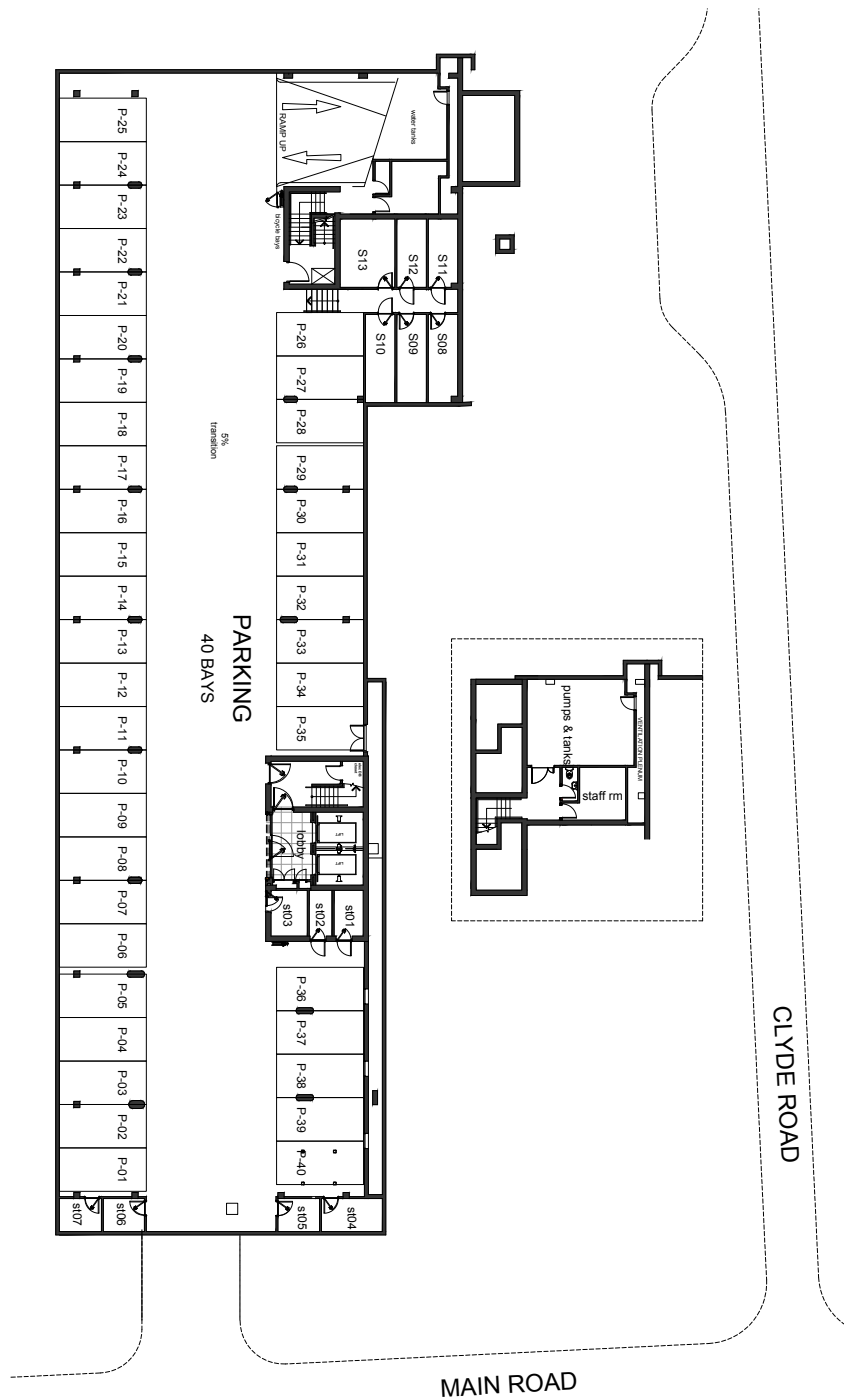 P-25
P-24
P-23
P-22
P-21
P-20
P-19
P-18
P-17
P-16
P-15
P-14
P-13
P-12
P-11
P-10
P-09
P-08
P-07
P-06
P-05
P-04
P-03
P-02
P-01
RAMP UP
water tanks
bicycle bays
S13
S12
S11
S10
S09
S08
P-26
P-27
P-28
P-29
P-30
P-31
P-32
P-33
P-34
P-35
5%
transition
PARKING
40 BAYS
lobby
LIFT
LIFT
st03
st02
st01
P-36
P-37
P-38
P-39
P-40
st07
st06
st05
st04
pumps & tanks
VENTILATION PLENUM
staff rm
CLYDE ROAD
MAIN ROAD